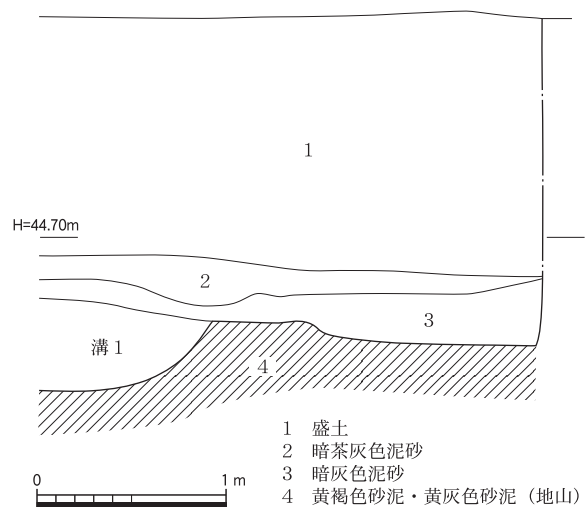 1
H=44.70m
2
3
溝1
4
1 盛土
2 暗茶灰色泥砂
3 暗灰色泥砂
4 黄褐色砂泥・黄灰色砂泥（地山）
0 1m